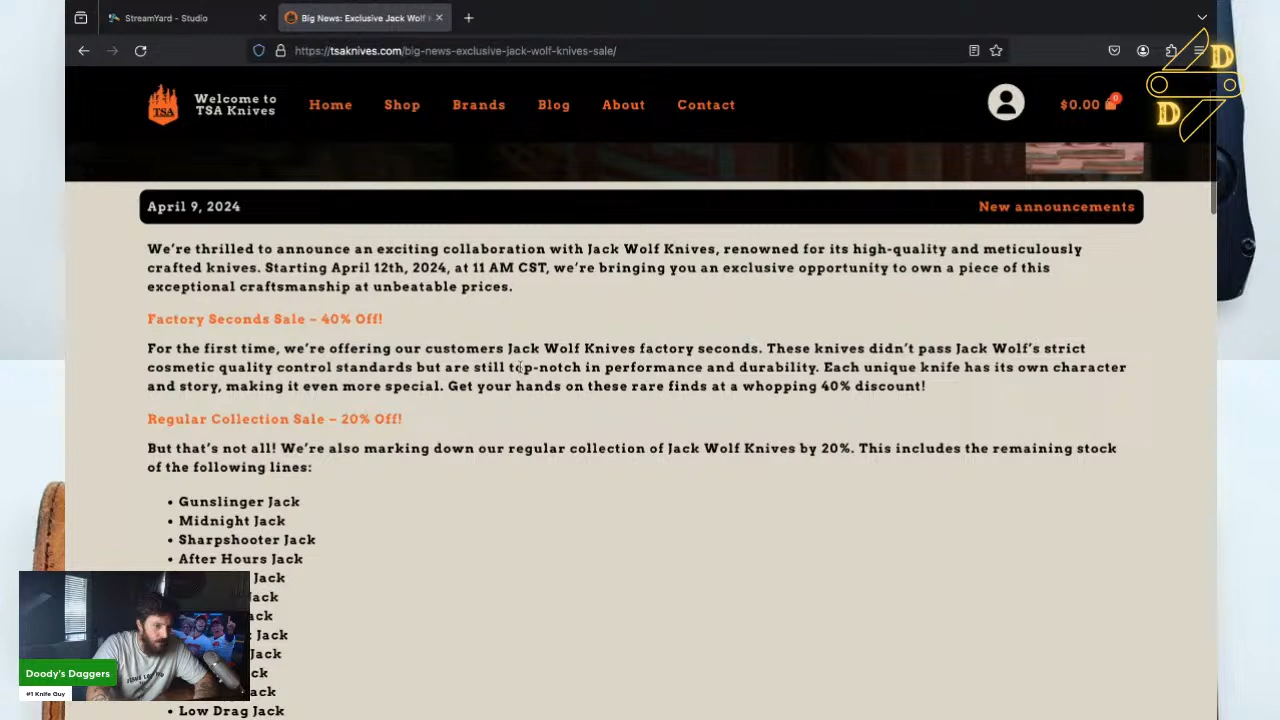 StreamYard - Studio
Big News: Exclusive Jack Wolf
https://tsaknives.com/big-news-exclusive-jack-wolf-knives-sale/
D
D
TSA
Welcome to
TSA Knives
Home
Shop
Brands
Blog
About
Contact
$0.00
0
April 9, 2024
New announcements
We’re thrilled to announce an exciting collaboration with Jack Wolf Knives, renowned for its high-quality and meticulously
crafted knives. Starting April 12th, 2024, at 11 AM CST, we’re bringing you an exclusive opportunity to own a piece of this
exceptional craftsmanship at unbeatable prices.
Factory Seconds Sale – 40% Off!
For the first time, we’re offering our customers Jack Wolf Knives factory seconds. These knives didn’t pass Jack Wolf’s strict
cosmetic quality control standards but are still top-notch in performance and durability. Each unique knife has its own character
and story, making it even more special. Get your hands on these rare finds at a whopping 40% discount!
Regular Collection Sale – 20% Off!
But that’s not all! We’re also marking down our regular collection of Jack Wolf Knives by 20%. This includes the remaining stock
of the following lines:
• Gunslinger Jack
• Midnight Jack
• Sharpshooter Jack
• After Hours Jack
Jack
Jack
Jack
Jack
Jack
Low Drag Jack
Doody's Daggers
#1 Knife Guy